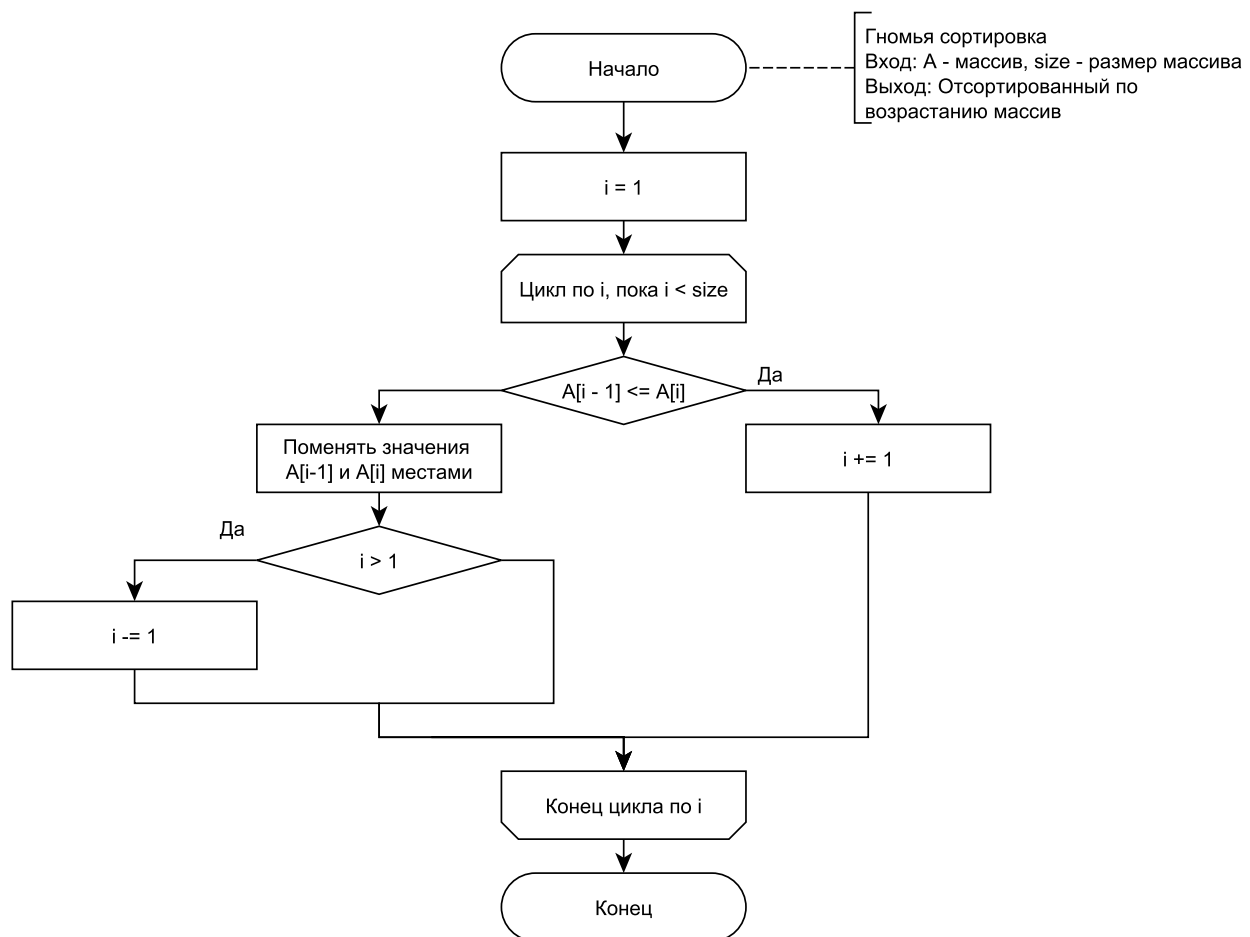 Начало
Гномья сортировка
Вход: A - массив, size - размер массива
Выход: Отсортированный по
возрастанию массив
i = 1
Цикл по i, пока i < size
A[i - 1] <= A[i]
Да
Поменять значения
A[i-1] и A[i] местами
i += 1
Да
i > 1
i -= 1
Конец цикла по i
Конец